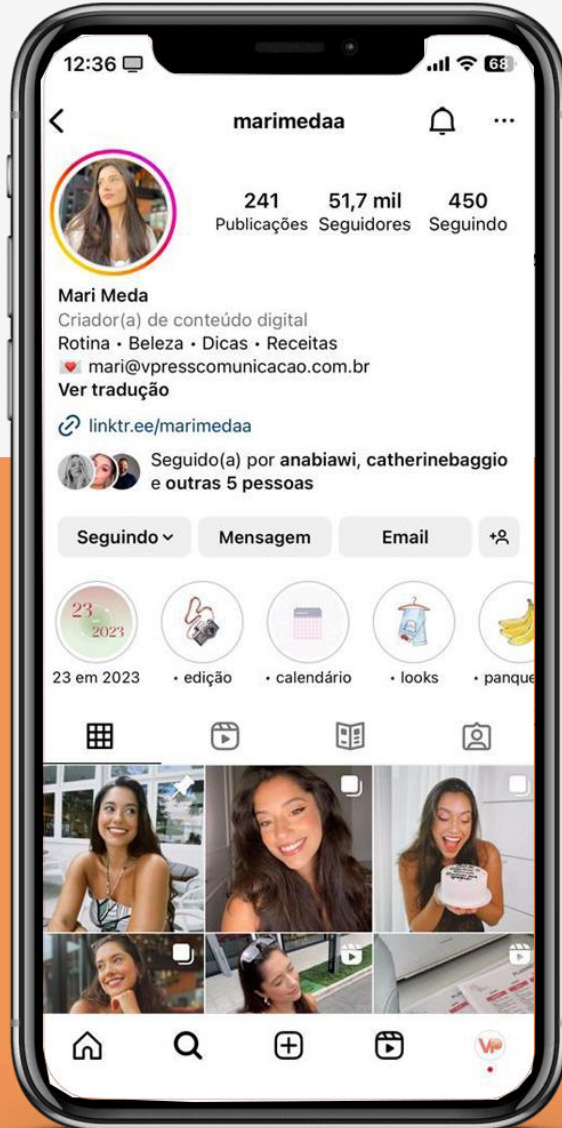 12:36
68
marimedaa
241
51,7 mil
450
Publicações
Seguidores
Seguindo
Mari Meda
Criador(a) de conteúdo digital
Rotina • Beleza • Dicas • Receitas
mari@vpresscomunicacao.com.br
Ver tradução
linktr.ee/marimedaa
Seguido(a) por anabiawi, catherinebaggio
e outras 5 pessoas
Seguindo
Mensagem
Email
23
2023
23 em 2023
• edição
• calendário
• looks
• panque
VP